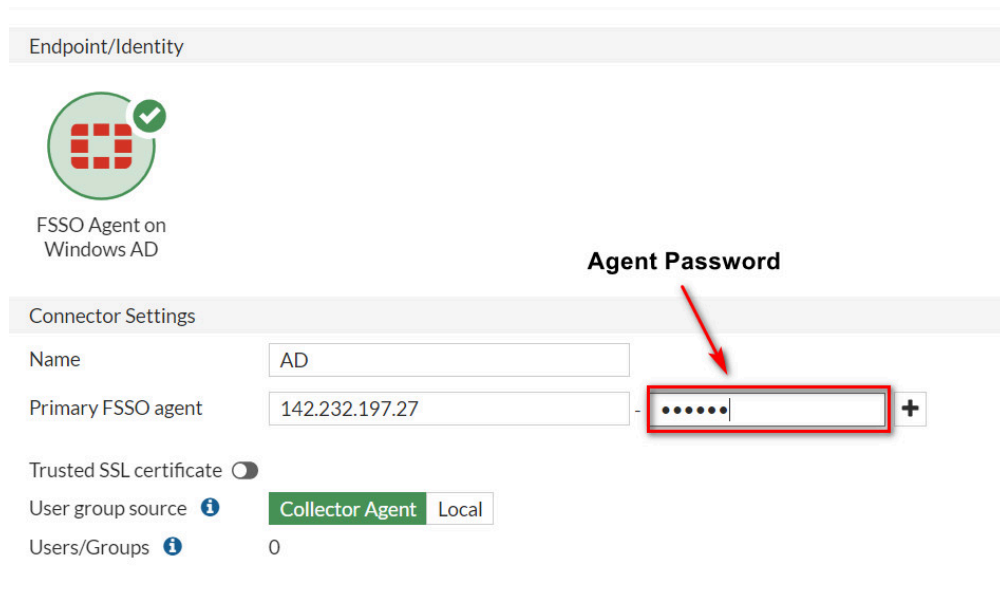 Endpoint/Identity
FSSO Agent on
Windows AD
Agent Password
Connector Settings
Name AD
Primary FSSO agent 142.232.197.27 - •••••• +
Trusted SSL certificate
User group source Collector Agent Local
Users/Groups 0